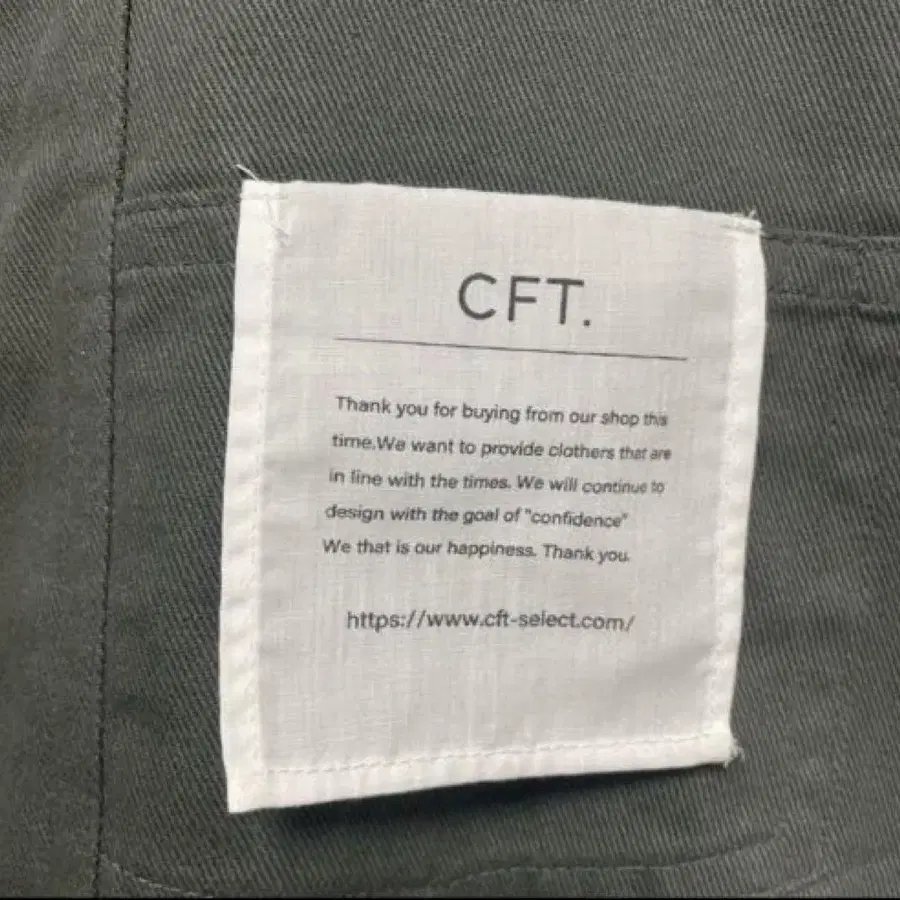 CFT.
Thank you for buying from our shop this
time.We want to provide clothers that are
in line with the times. We will continue to
design with the goal of "confidence"
We that is our happiness. Thank you.
https://www.cft-select.com/